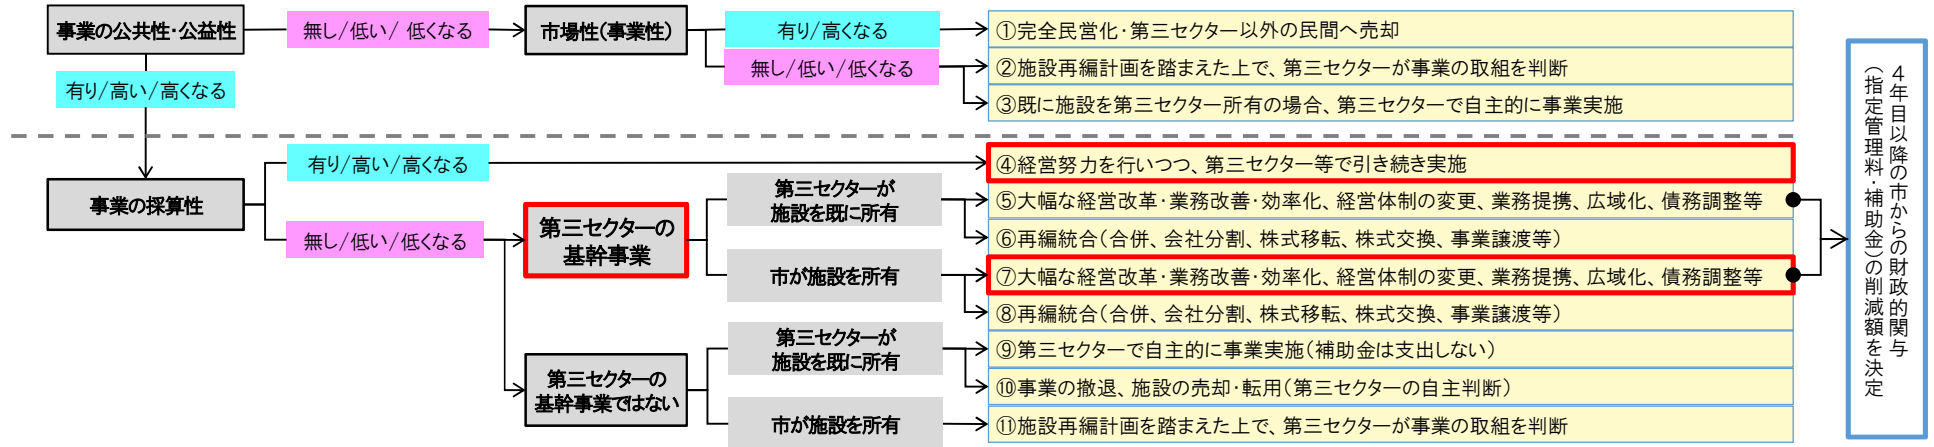 事業の公共性・公益性
無し/低い/ 低くなる
市場性(事業性)
有り/高くなる
①完全民営化・第三セクター以外の民間へ売却
無し/低い/低くなる
②施設再編計画を踏まえた上で、第三セクターが事業の取組を判断
有り/高い/高くなる
③既に施設を第三セクター所有の場合、第三セクターで自主的に事業実施
有り/高い/高くなる
④経営努力を行いつつ、第三セクター等で引き続き実施
事業の採算性
無し/低い/低くなる
第三セクターの
基幹事業
第三セクターが
施設を既に所有
⑤大幅な経営改革・業務改善・効率化、経営体制の変更、業務提携、広域化、債務調整等
⑥再編統合(合併、会社分割、株式移転、株式交換、事業譲渡等)
市が施設を所有
⑦大幅な経営改革・業務改善・効率化、経営体制の変更、業務提携、広域化、債務調整等
⑧再編統合(合併、会社分割、株式移転、株式交換、事業譲渡等)
第三セクターの
基幹事業ではない
第三セクターが
施設を既に所有
⑨第三セクターで自主的に事業実施(補助金は支出しない)
⑩事業の撤退、施設の売却・転用(第三セクターの自主判断)
市が施設を所有
⑪施設再編計画を踏まえた上で、第三セクターが事業の取組を判断
4年目以降の市からの財政的関与
(指定管理料・補助金)の削減額を決定